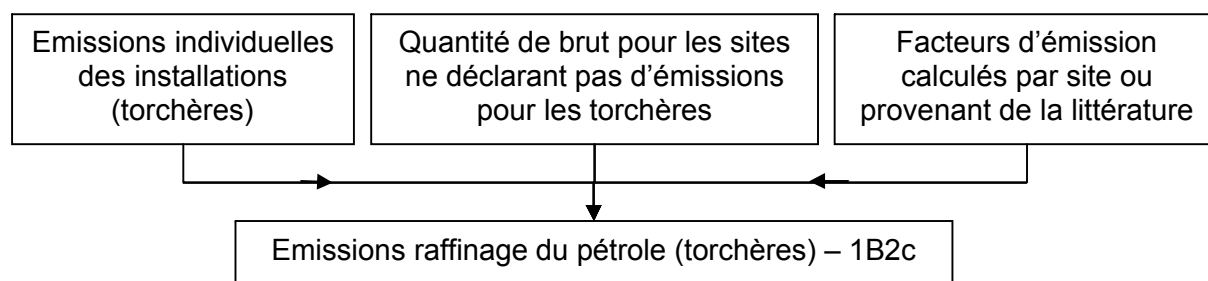 Emissions individuelles
des installations
(torchères)
Quantité de brut pour les sites
ne déclarant pas d'émissions
pour les torchères
Facteurs d'émission
calculés par site ou
provenant de la littérature
Emissions raffinage du pétrole (torchères) – 1B2c